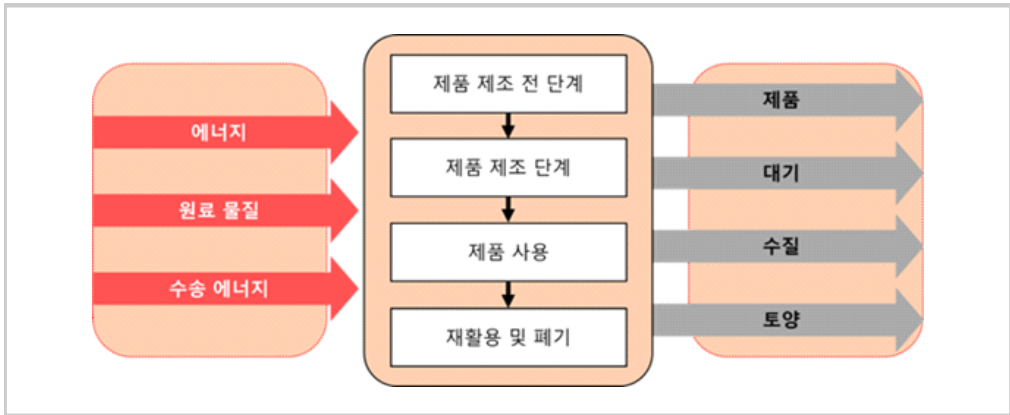 에너지
원료 물질
수송 에너지
제품 제조 전 단계
제품 제조 단계
제품 사용
재활용 및 폐기
제품
대기
수질
토양